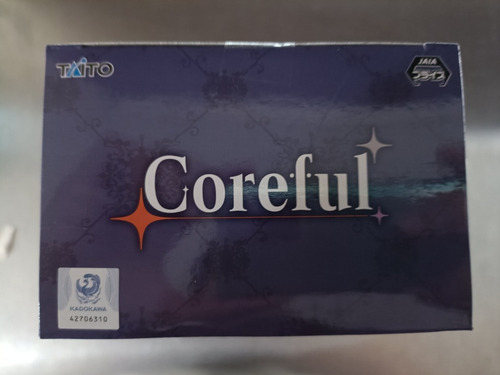 TAITO
JAIA
プライズ
Coreful
KADOKAWA
42706310